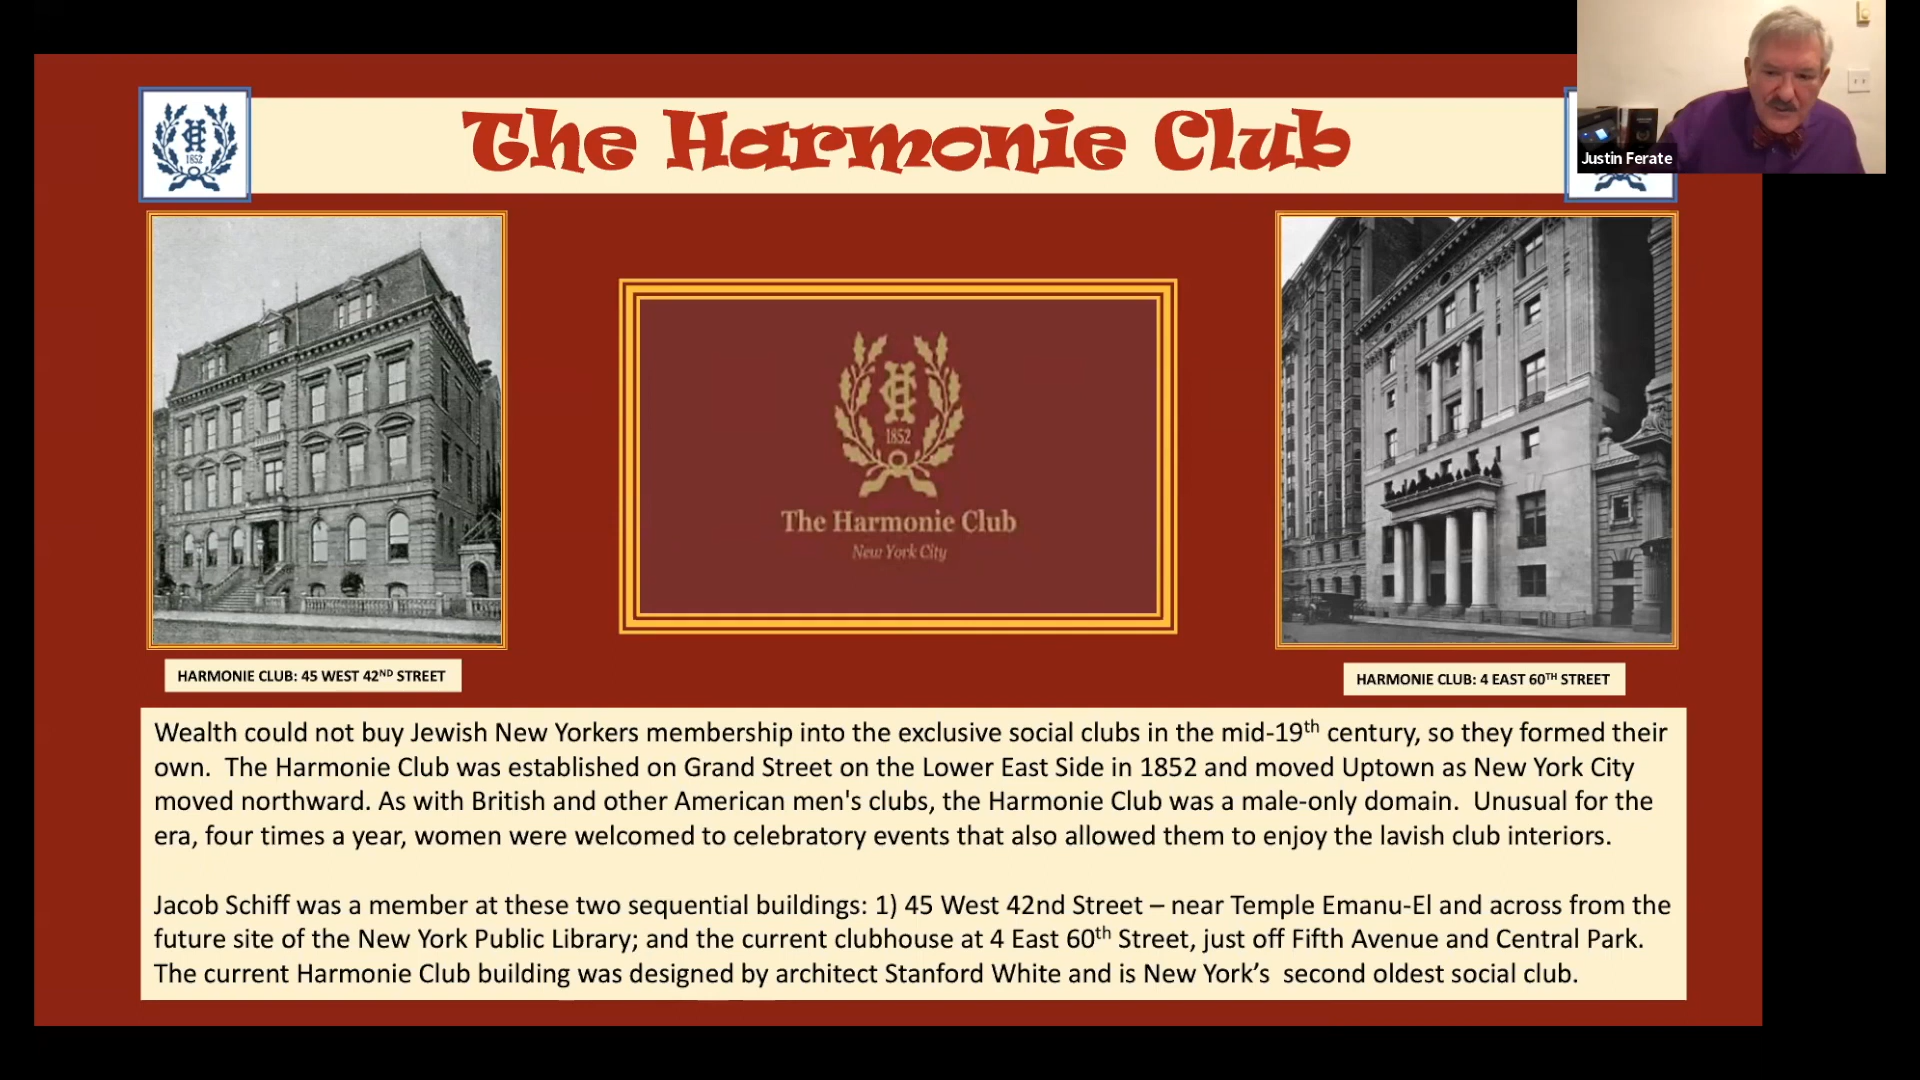 The Harmonie Club
Justin Ferate
1852
1852
The Harmonie Club
New York City
HARMONIE CLUB: 45 WEST 42ND STREET
HARMONIE CLUB: 4 EAST 60TH STREET
Wealth could not buy Jewish New Yorkers membership into the exclusive social clubs in the mid-19th century, so they formed their
own.  The Harmonie Club was established on Grand Street on the Lower East Side in 1852 and moved Uptown as New York City
moved northward. As with British and other American men's clubs, the Harmonie Club was a male-only domain.  Unusual for the
era, four times a year, women were welcomed to celebratory events that also allowed them to enjoy the lavish club interiors.
Jacob Schiff was a member at these two sequential buildings: 1) 45 West 42nd Street – near Temple Emanu-El and across from the
future site of the New York Public Library; and the current clubhouse at 4 East 60th Street, just off Fifth Avenue and Central Park.
The current Harmonie Club building was designed by architect Stanford White and is New York’s  second oldest social club.